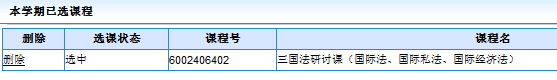 本学期已选课程
删除 选课状态 课程号 课程名
删除 选中 6002406402 三国法研讨课（国际法、国际私法、国际经济法）